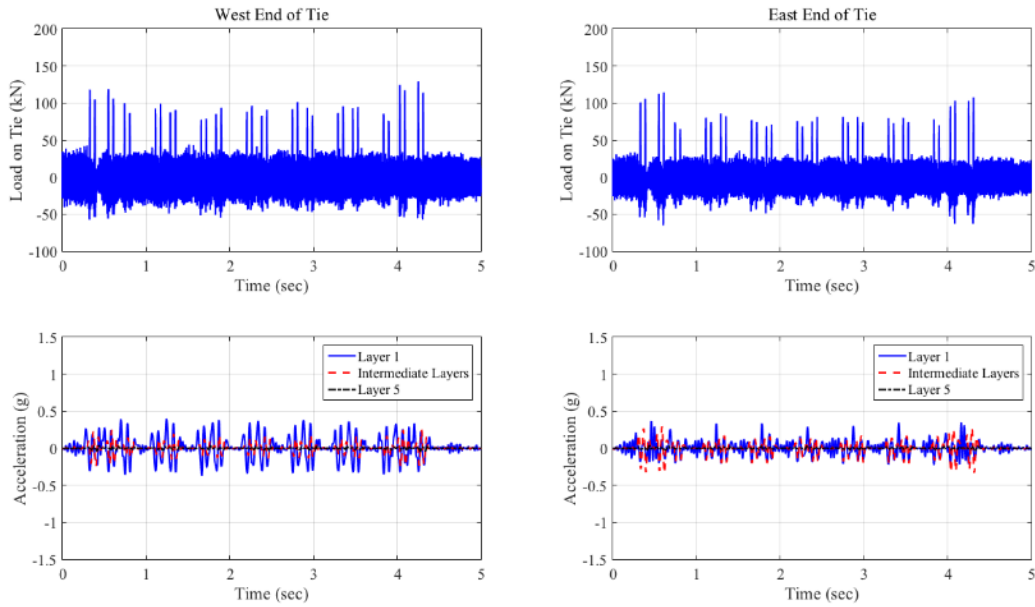 West End of Tie
200
150
100
50
0
-50
-100
Load on Tie (kN)
0 1 2 3 4 5
Time (sec)
East End of Tie
200
150
100
50
0
-50
-100
Load on Tie (kN)
0 1 2 3 4 5
Time (sec)
1.5
1
0.5
0
-0.5
-1
-1.5
Acceleration (g)
Layer 1
Intermediate Layers
Layer 5
0 1 2 3 4 5
Time (sec)
1.5
1
0.5
0
-0.5
-1
-1.5
Acceleration (g)
Layer 1
Intermediate Layers
Layer 5
0 1 2 3 4 5
Time (sec)